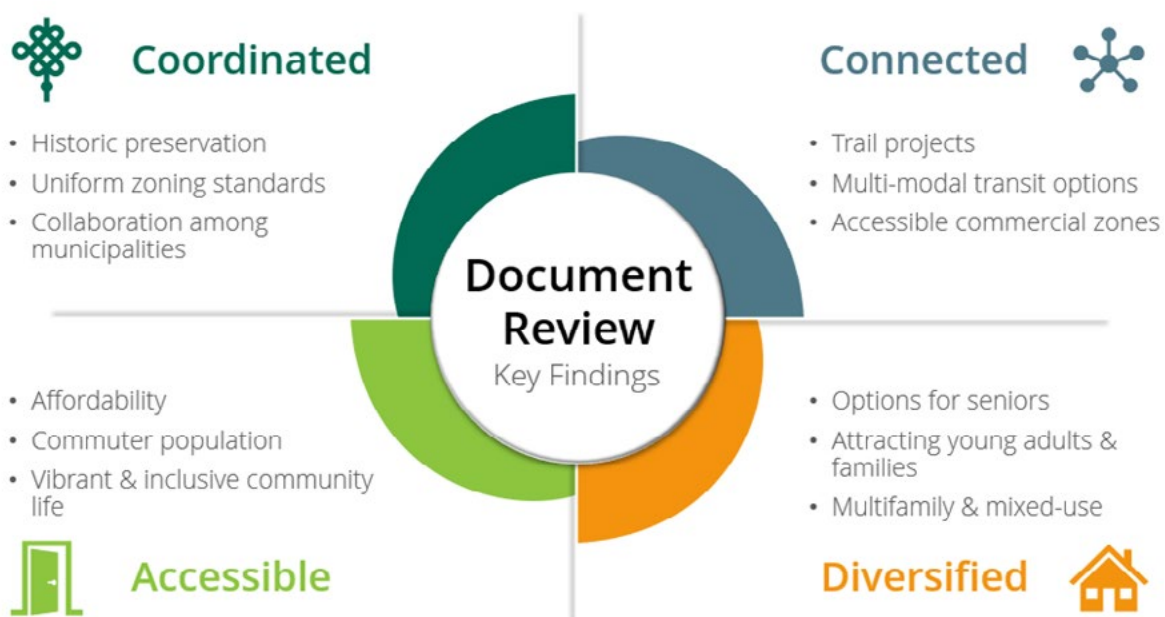 Coordinated
• Historic preservation
• Uniform zoning standards
• Collaboration among
municipalities
Connected
• Trail projects
• Multi-modal transit options
• Accessible commercial zones
Document
Review
Key Findings
• Affordability
• Commuter population
• Vibrant & inclusive community
life
Accessible
• Options for seniors
• Attracting young adults &
families
• Multifamily & mixed-use
Diversified